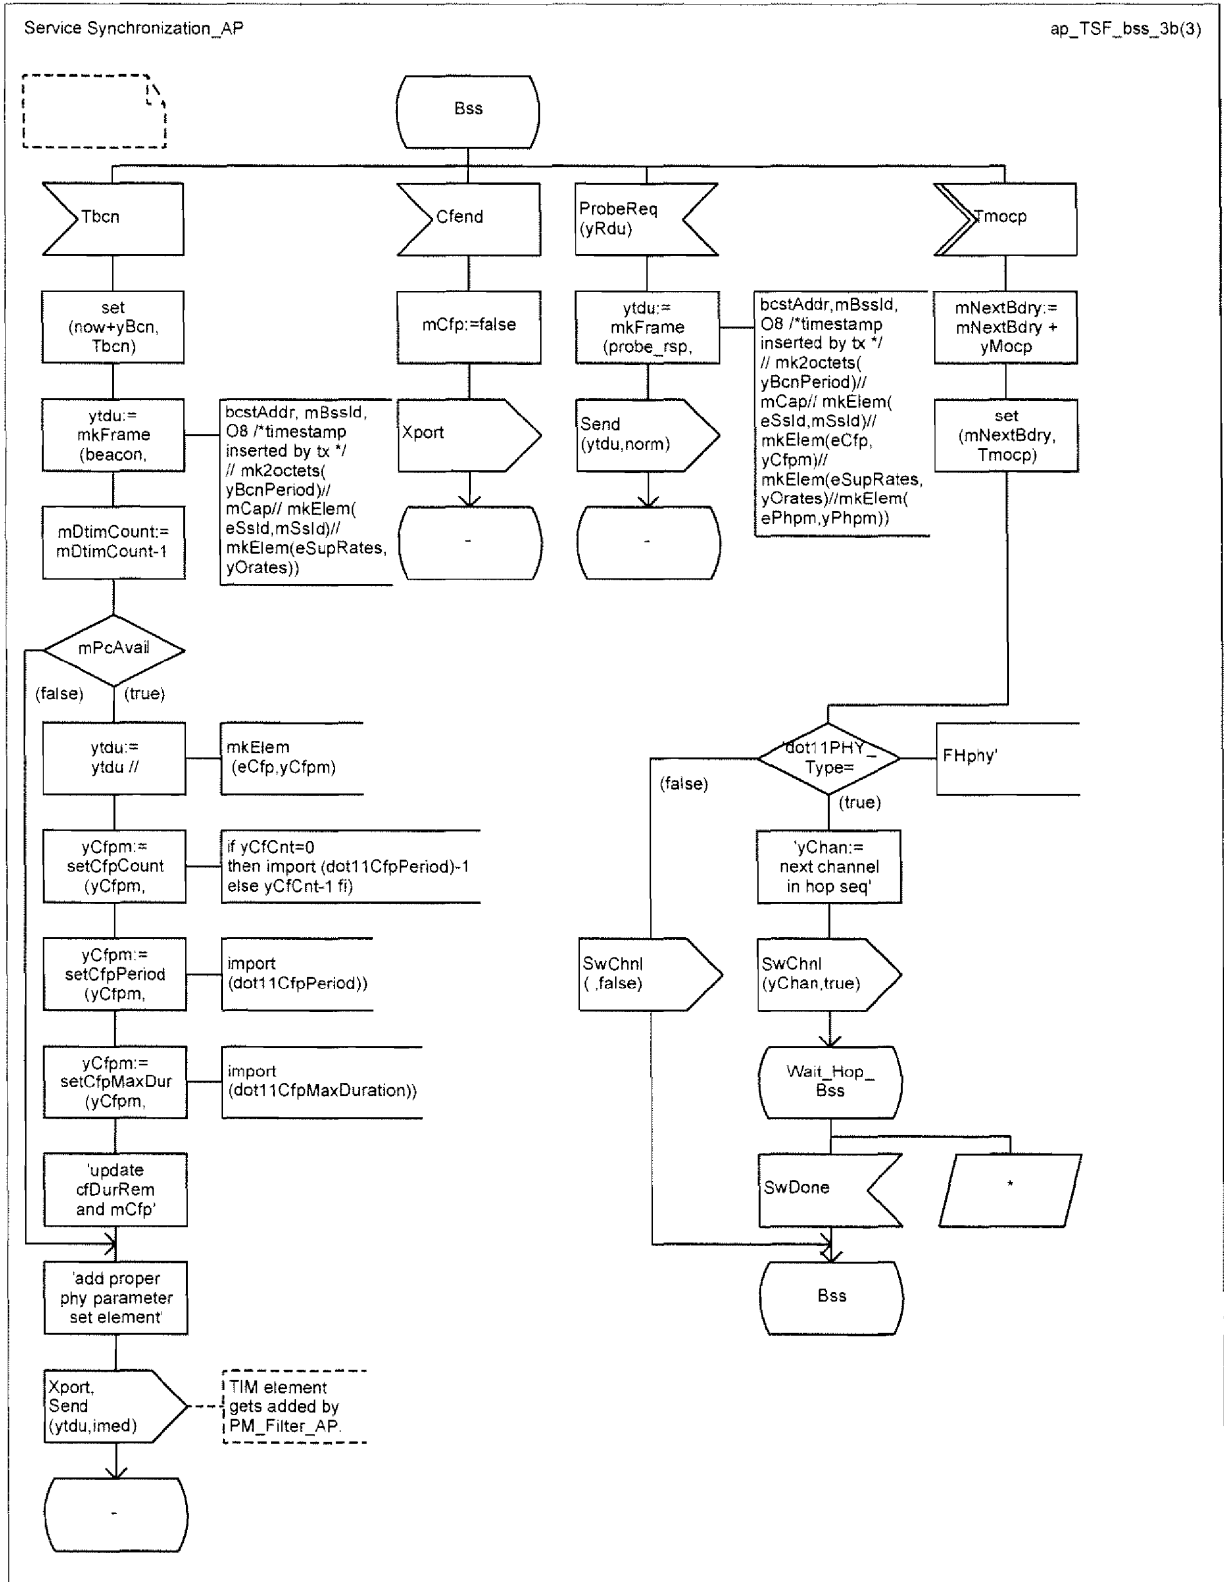 Service Synchronization_AP
ap_TSF_bss_3b(3)
Bss
Tbcn
set
(now+yBcn,
Tbcn)
ytdu:=
mkFrame
(beacon,
bcstAddr, mBssId,
O8 /*timestamp
inserted by tx */
// mk2octets(
yBcnPeriod)//
mCap// mkElem(
eSsId,mSsId)//
mkElem(eSupRates,
yOrates))
mDtimCount:=
mDtimCount-1
mPcAvail
(false)
(true)
ytdu:=
ytdu //
mkElem
(eCfp,yCfpm)
yCfpm:=
setCfpCount
(yCfpm,
if yCfCnt=0
then import (dot11CfpPeriod)-1
else yCfCnt-1 fi)
yCfpm:=
setCfpPeriod
(yCfpm,
import
(dot11CfpPeriod))
yCfpm:=
setCfpMaxDur
(yCfpm,
import
(dot11CfpMaxDuration))
'update
cfDurRem
and mCfp'
'add proper
phy parameter
set element'
Xport,
Send
(ytdu,imed)
TIM element
gets added by
PM_Filter_AP.
-
Cfend
mCfp:=false
Xport
-
ProbeReq
(yRdu)
ytdu:=
mkFrame
(probe_rsp,
bcstAddr,mBssId,
O8 /*timestamp
inserted by tx */
// mk2octets(
yBcnPeriod)//
mCap// mkElem(
eSsId,mSsId)//
mkElem(eCfp,
yCfpm)//
mkElem(eSupRates,
yOrates)//mkElem(
ePhpm,yPhpm))
Send
(ytdu,norm)
-
Tmocp
mNextBdry:=
mNextBdry +
yMocp
set
(mNextBdry,
Tmocp)
'dot11PHY_
Type=
FHphy'
(false)
(true)
'yChan:=
next channel
in hop seq'
SwChnl
( ,false)
SwChnl
(yChan,true)
Wait_Hop_
Bss
SwDone
*
Bss